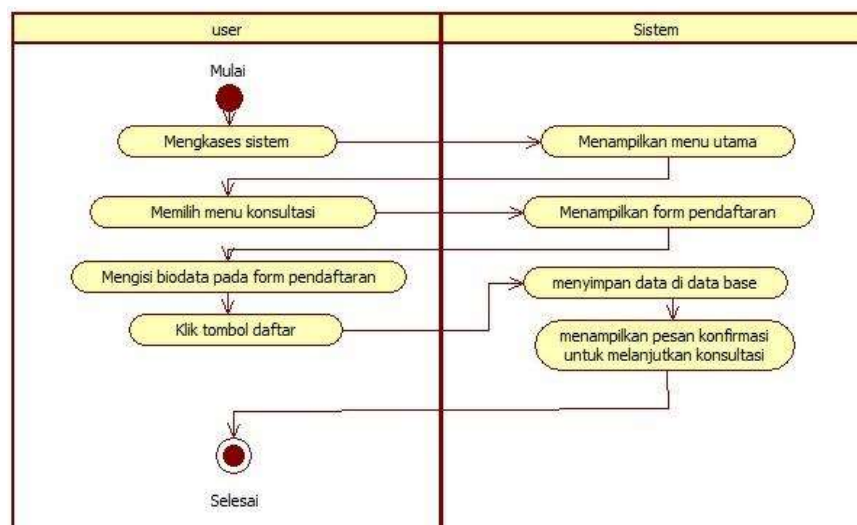 user
Sistem
Mulai
Mengkases sistem
Menampilkan menu utama
Memilih menu konsultasi
Menampilkan form pendaftaran
Mengisi biodata pada form pendaftaran
menyimpan data di data base
Klik tombol daftar
menampilkan pesan konfirmasi
untuk melanjutkan konsultasi
Selesai